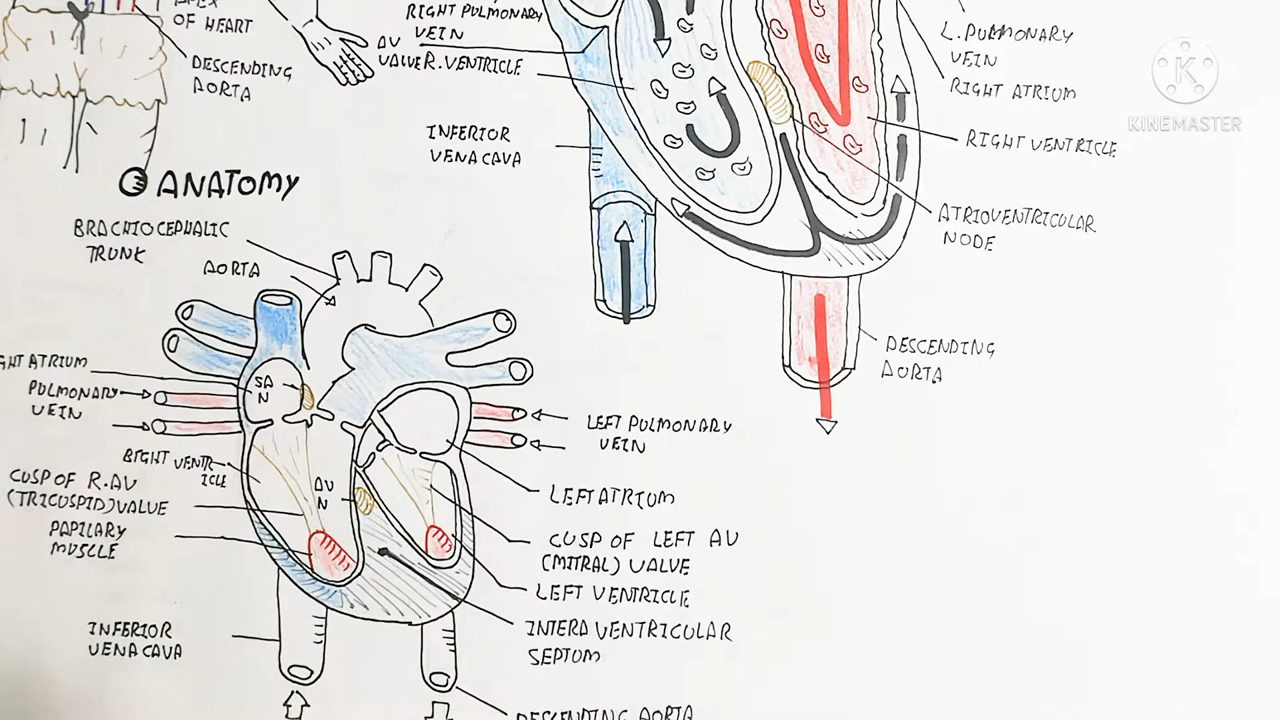 APEX
OF HEART
DESCENDING
AORTA
RIGHT PULMONARY
VEIN
AV
VALVE
R. VENTRICLE
INFERIOR
VENA CAVA
L. PULMONARY
VEIN
RIGHT ATRIUM
RIGHT VENTRICLE
ATRIOVENTRICULAR
NODE
DESCENDING
AORTA
K
KINEMASTER
ANATOMY
BRACHIOCEPHALIC
TRUNK
AORTA
GHT ATRIUM
PULMONARY
VEIN
SA
N
RIGHT VENTR
ICLE
CUSP OF R.AV
(TRICUSPID) VALVE
PAPILARY
MUSCLE
AV
N
INFERIOR
VENA CAVA
LEFT PULMONARY
VEIN
LEFT ATRIUM
CUSP OF LEFT AV
(MITRAL) VALVE
LEFT VENTRICLE
INTERA VENTRICULAR
SEPTUM
DESCENDING AORTA